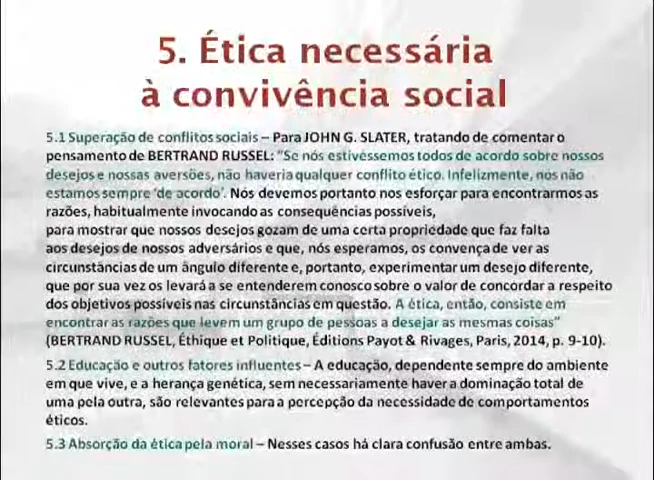 5. Ética necessária
à convivência social
5.1 Superação de conflitos sociais – Para JOHN G. SLATER, tratando de comentar o
pensamento de BERTRAND RUSSEL: "Se nós estivéssemos todos de acordo sobre nossos
desejos e nossas aversões, não haveria qualquer conflito ético. Infelizmente, nós não
estamos sempre 'de acordo'. Nós devemos portanto nos esforçar para encontrarmos as
razões, habitualmente invocando as consequências possíveis,
para mostrar que nossos desejos gozam de uma certa propriedade que faz falta
aos desejos de nossos adversários e que, nós esperamos, os convença de ver as
circunstâncias de um ângulo diferente e, portanto, experimentar um desejo diferente,
que por sua vez os levará a se entenderem conosco sobre o valor de concordar a respeito
dos objetivos possíveis nas circunstâncias em questão. A ética, então, consiste em
encontrar as razões que levem um grupo de pessoas a desejar as mesmas coisas"
(BERTRAND RUSSEL, Éthique et Politique, Éditions Payot & Rivages, Paris, 2014, p. 9-10).
5.2 Educação e outros fatores influentes – A educação, dependente sempre do ambiente
em que vive, e a herança genética, sem necessariamente haver a dominação total de
uma pela outra, são relevantes para a percepção da necessidade de comportamentos
éticos.
5.3 Absorção da ética pela moral – Nesses casos há clara confusão entre ambas.